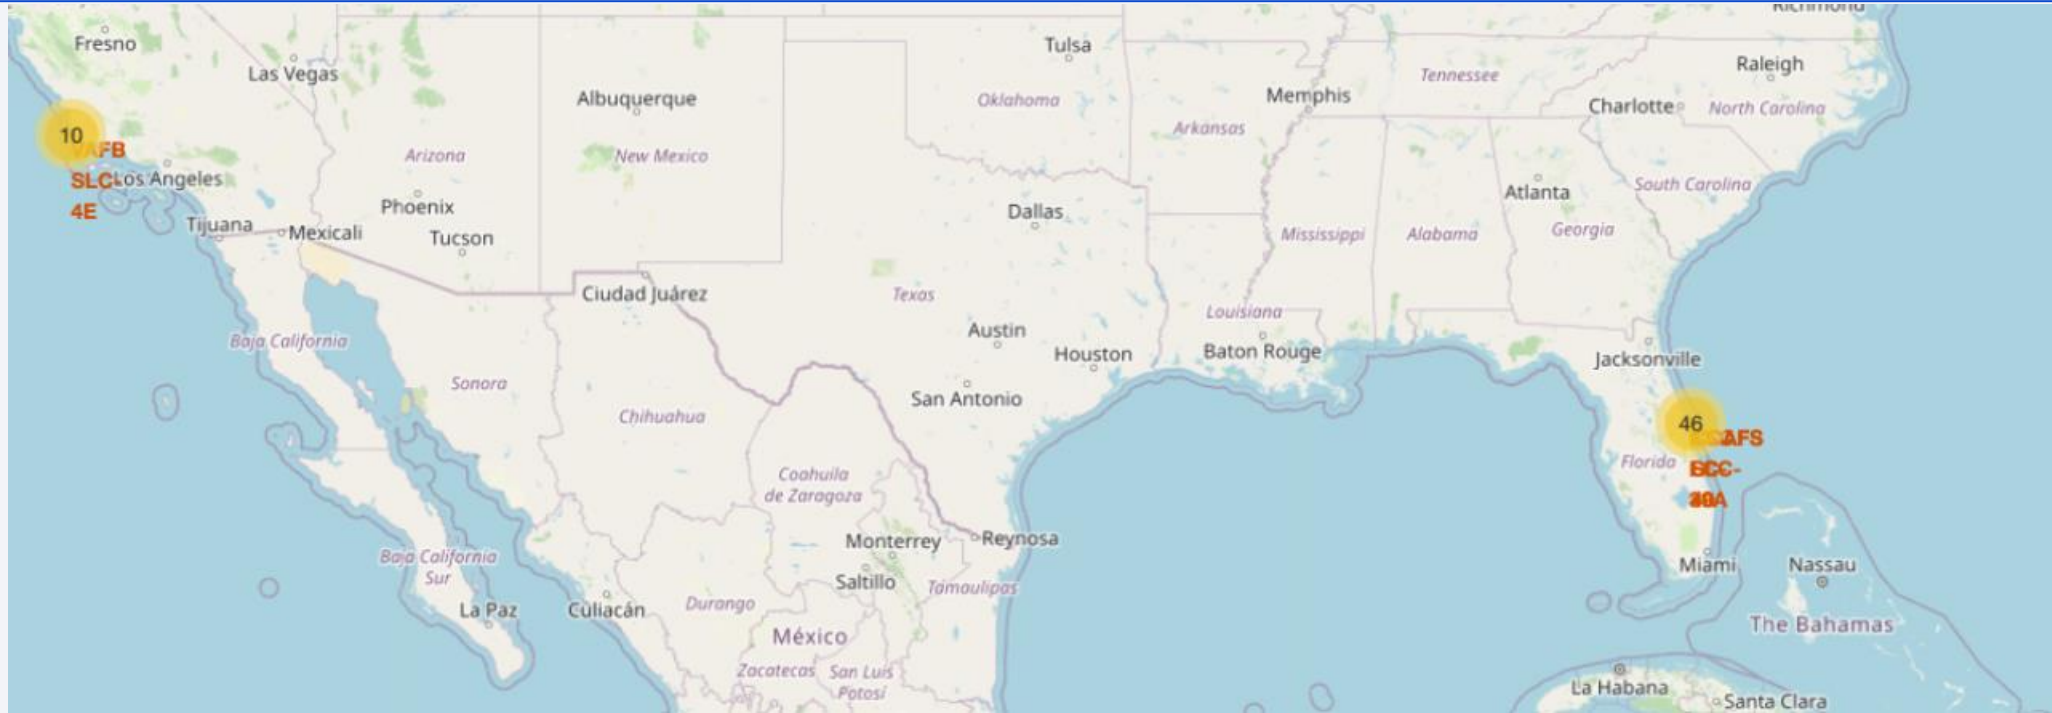 Richmond
Fresno
Tulsa
Raleigh
Las Vegas
Tennessee
Albuquerque
Oklahoma
Memphis
Charlotte
North Carolina
10
Arkansas
VAFB
Arizona
New Mexico
SLC-
Los Angeles
South Carolina
Atlanta
4E
Phoenix
Dallas
Tijuana
Mexicali
Tucson
Mississippi
Alabama
Georgia
Ciudad Juárez
Texas
Louisiana
Austin
Baja California
Houston
Baton Rouge
Jacksonville
Sonora
San Antonio
Chihuahua
46
Florida
Coahuila
de Zaragoza
Monterrey
Reynosa
Baja California
Sur
Saltillo
Tamaulipas
Miami
Nassau
La Paz
Culiacán
Durango
The Bahamas
México
Zacatecas
San Luis
Potosí
La Habana
Santa Clara